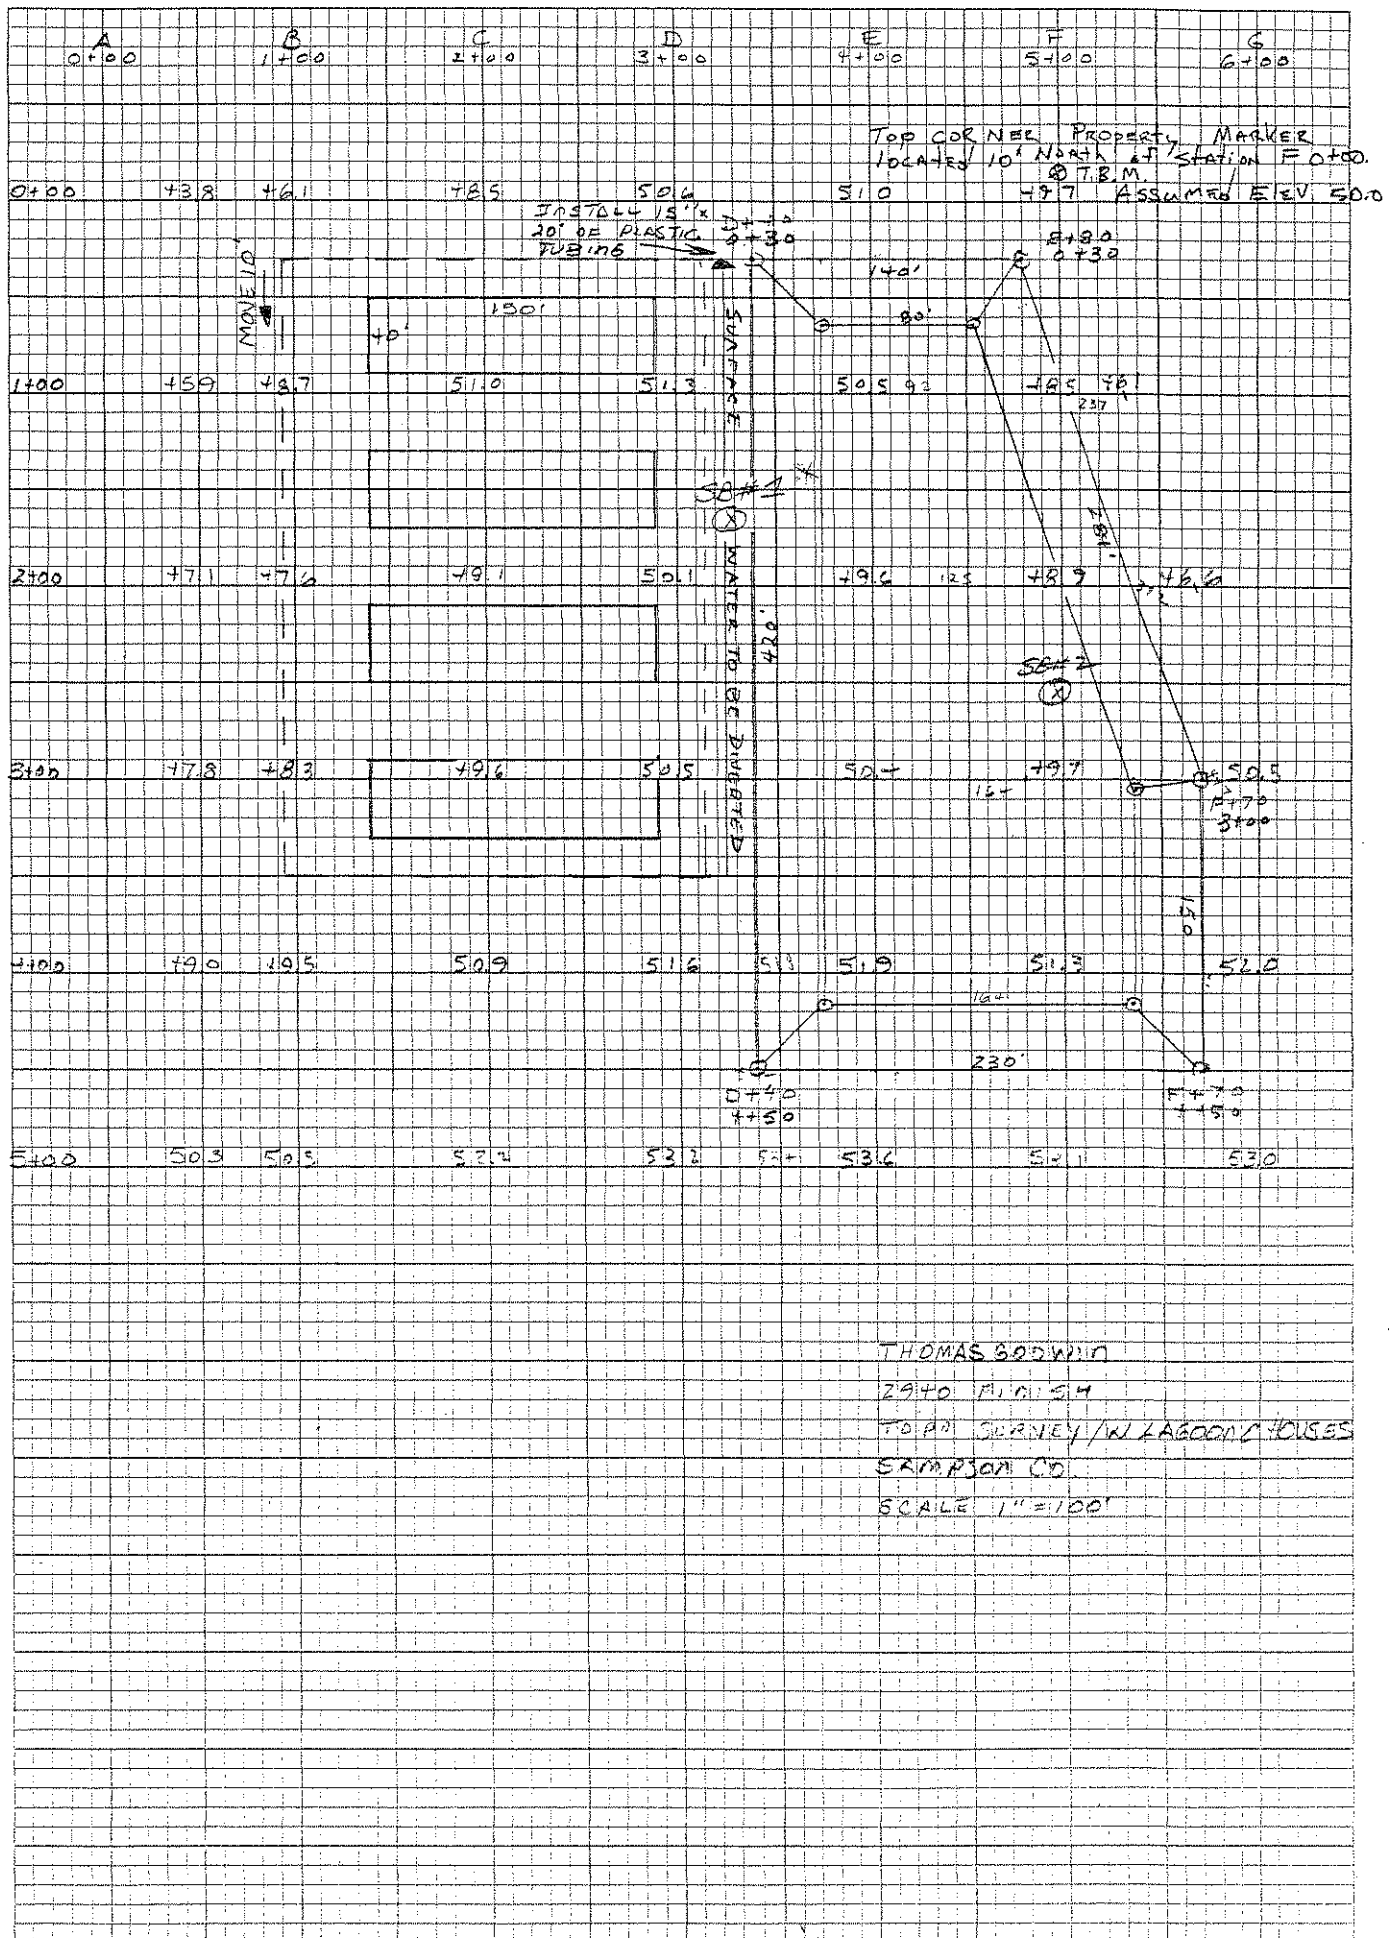 A B C D E F G
0+00 1+00 2+00 3+00 4+00 5+00 6+00
TOP CORNER PROPERTY MARKER
LOCATED 10' NORTH of STATION F 0+00.
⊗ T.B.M.
0+00 43.8 46.1 48.5 50.6 51.0 49.7 ASSUMED ELEV 50.0
INSTALL 15" x
20' OF PLASTIC
TUBING
0+30
E+80
0+30
MOVE 10'
140'
150'
40'
80'
SURFACE WATER TO BE DIVERTED
1+00 45.9 48.7 51.0 51.3 50.5 48.5
237
SB#1
281'
2+00 47.1 47.6 49.1 50.1 49.6 125 48.9 46.6
420'
SB#2
3+00 47.8 48.3 49.6 50.5 50.4 49.7 50.5
164
F+70
3+00
150
4+00 49.0 49.5 50.9 51.6 51.9 51.3 52.0
164
230'
D+40
4+50
F+70
4+50
5+00 50.3 50.5 52.2 53.2 53.6 53.0
THOMAS GODWIN
2940 FINISH
TOPO SURVEY /W LAGOON & HOUSES
SAMPSON CO.
SCALE 1"=100'